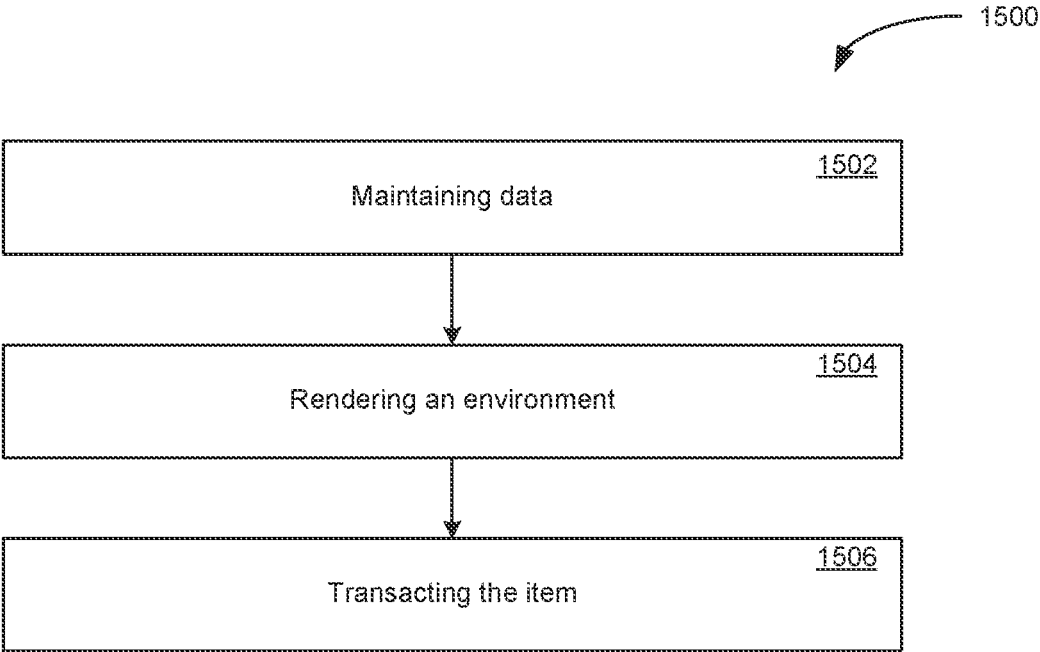 1500
1502
Maintaining data
1504
Rendering an environment
1506
Transacting the item